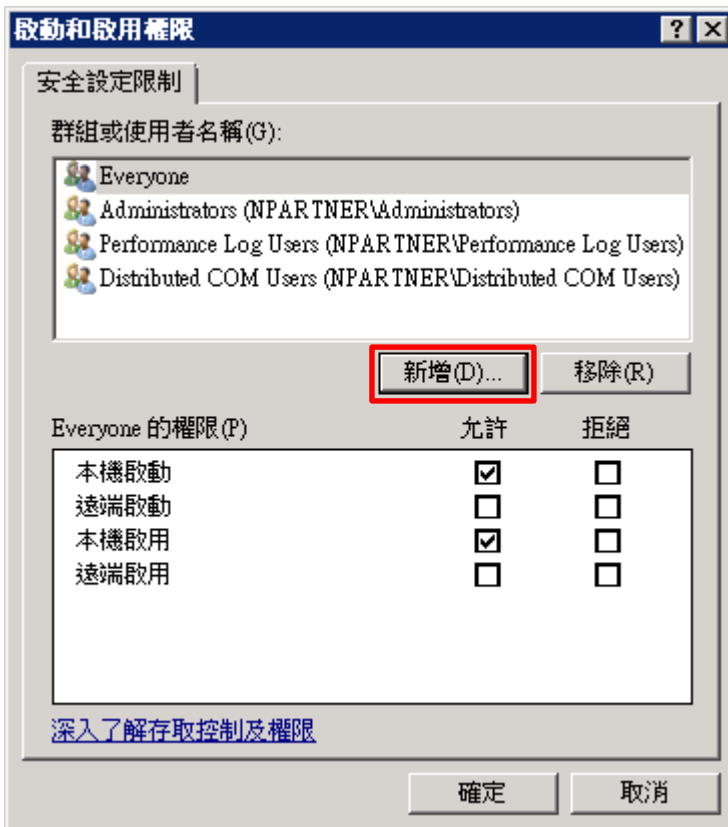 啟動和啟用權限
安全設定限制
群組或使用者名稱(G):
Everyone
Administrators (NPARTNER\Administrators)
Performance Log Users (NPARTNER\Performance Log Users)
Distributed COM Users (NPARTNER\Distributed COM Users)
新增(D)... 移除(R)
Everyone 的權限(P) 允許 拒絕
本機啟動
遠端啟動
本機啟用
遠端啟用
深入了解存取控制及權限
確定 取消